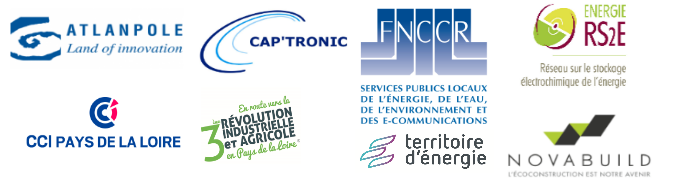 ATLANPOLE
Land of innovation
CAP'TRONIC
FNCCR
SERVICES PUBLICS LOCAUX
DE L'ÉNERGIE, DE L'EAU,
DE L'ENVIRONNEMENT ET
DES E-COMMUNICATIONS
ENERGIE
RS2E
Réseau sur le stockage
électrochimique de l'énergie
CCI PAYS DE LA LOIRE
En route vers la
3ème RÉVOLUTION
INDUSTRIELLE
ET AGRICOLE
en Pays de la Loire
territoire
d'énergie
NOVABUILD
L'ÉCOCONSTRUCTION EST NOTRE AVENIR